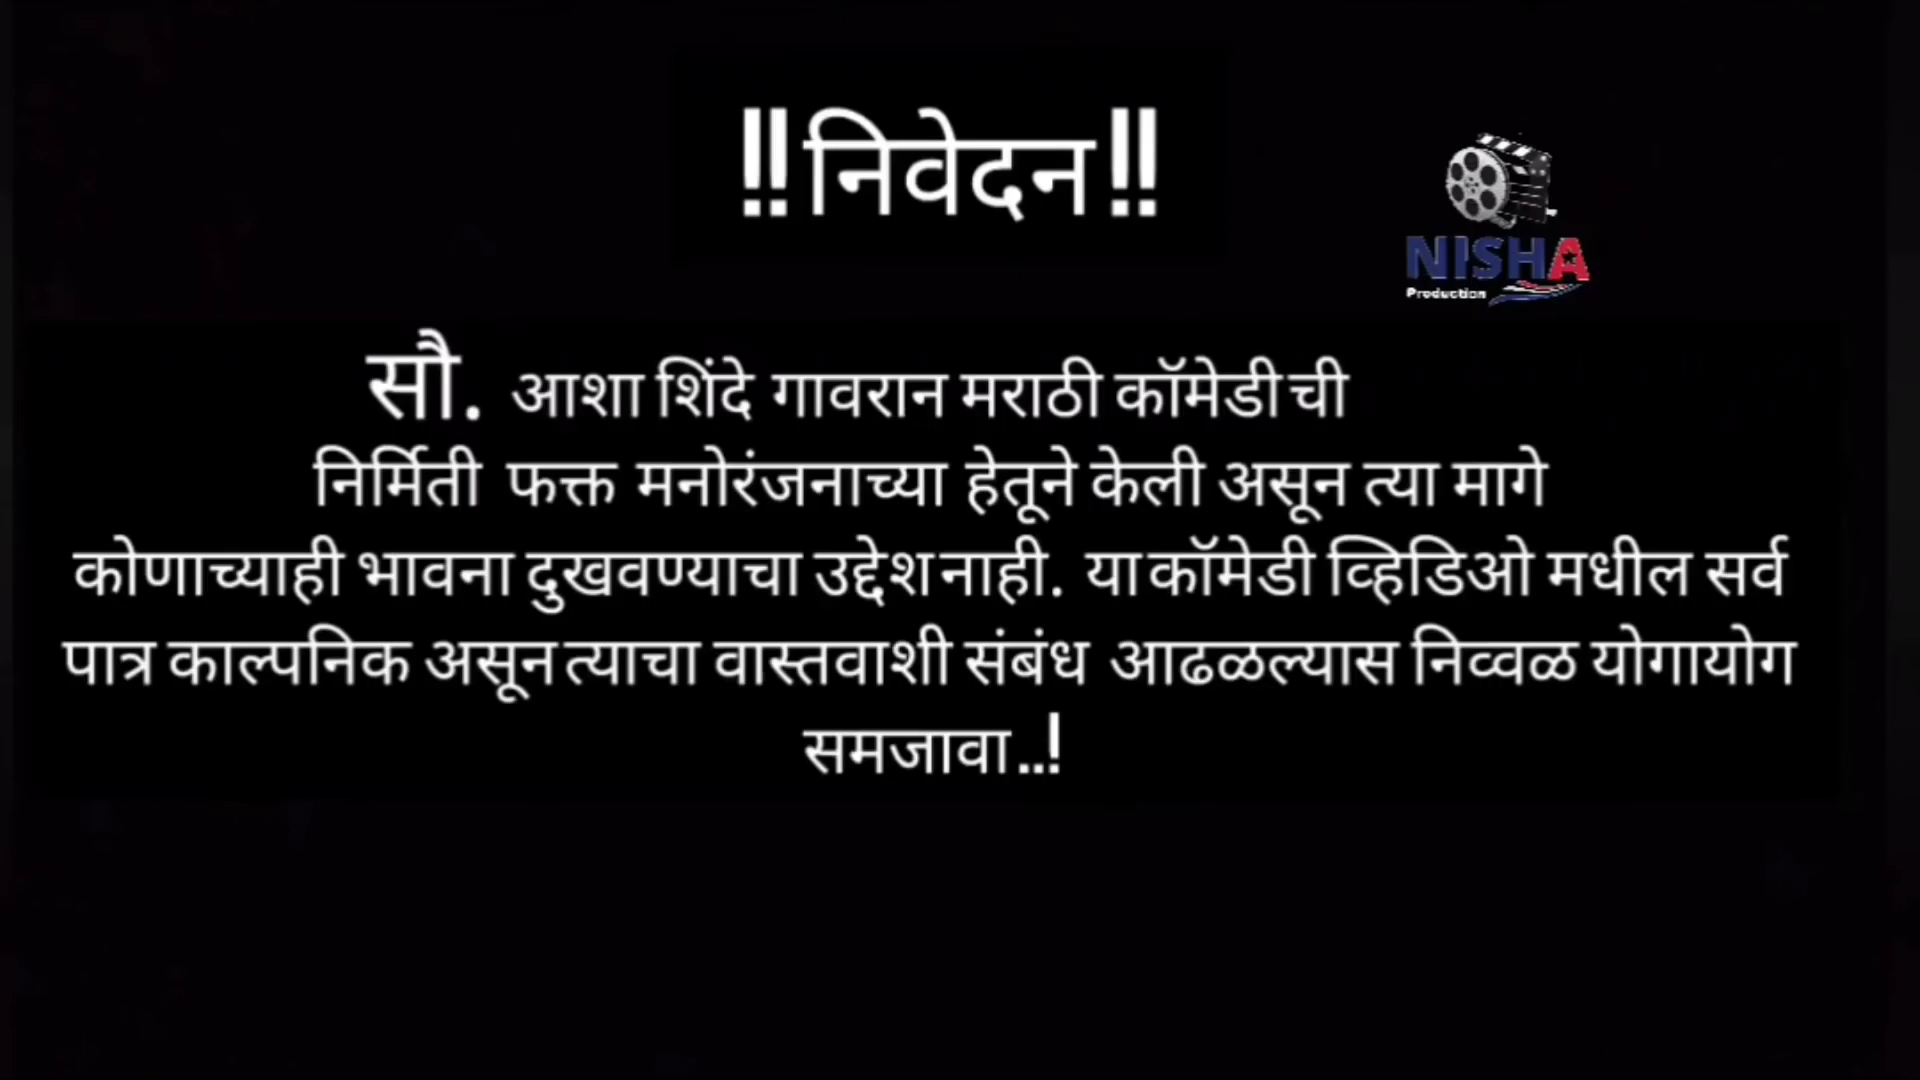 !!निवेदन!!
NISHA
Production
सौ. आशा शिंदे गावरान मराठी कॉमेडी ची
निर्मिती फक्त मनोरंजनाच्या हेतूने केली असून त्या मागे
कोणाच्याही भावना दुखवण्याचा उद्देश नाही. या कॉमेडी व्हिडिओ मधील सर्व
पात्र काल्पनिक असून त्याचा वास्तवाशी संबंध आढळल्यास निव्वळ योगायोग
समजावा..!